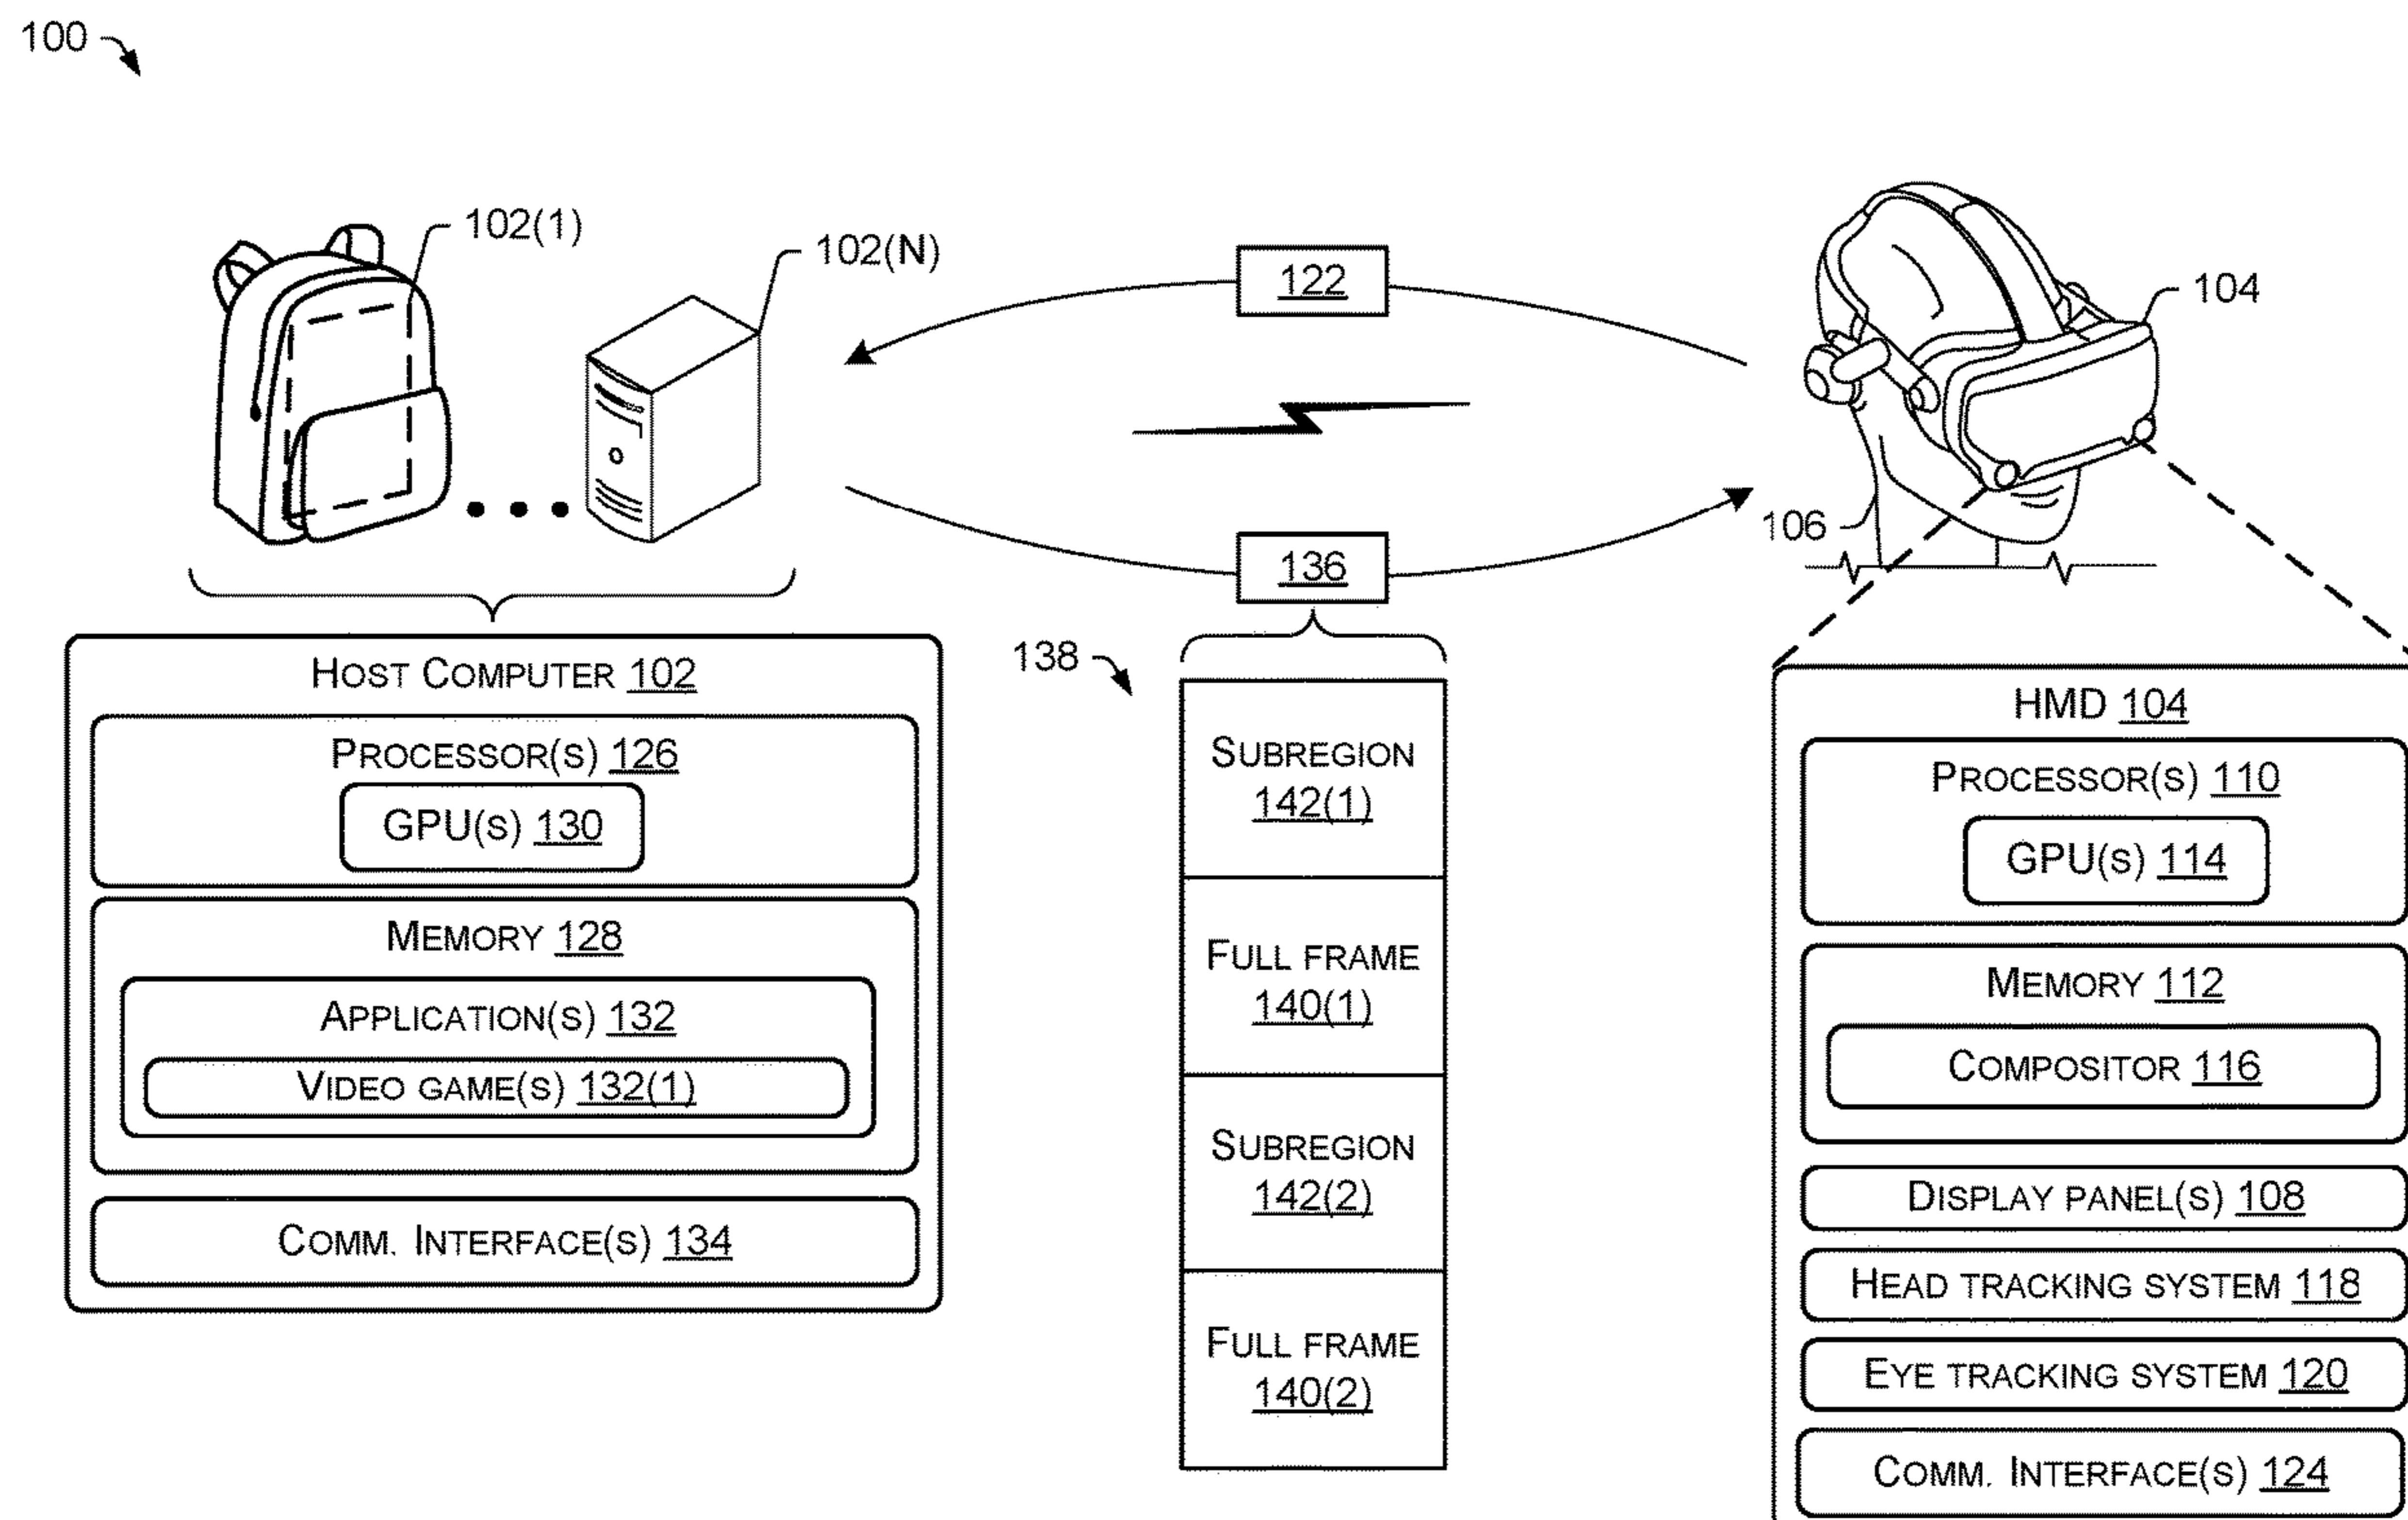 100
102(1)
102(N)
122
104
106
136
HOST COMPUTER 102
PROCESSOR(S) 126
GPU(S) 130
MEMORY 128
APPLICATION(S) 132
VIDEO GAME(S) 132(1)
COMM. INTERFACE(S) 134
138
SUBREGION
142(1)
FULL FRAME
140(1)
SUBREGION
142(2)
FULL FRAME
140(2)
HMD 104
PROCESSOR(S) 110
GPU(S) 114
MEMORY 112
COMPOSITOR 116
DISPLAY PANEL(S) 108
HEAD TRACKING SYSTEM 118
EYE TRACKING SYSTEM 120
COMM. INTERFACE(S) 124